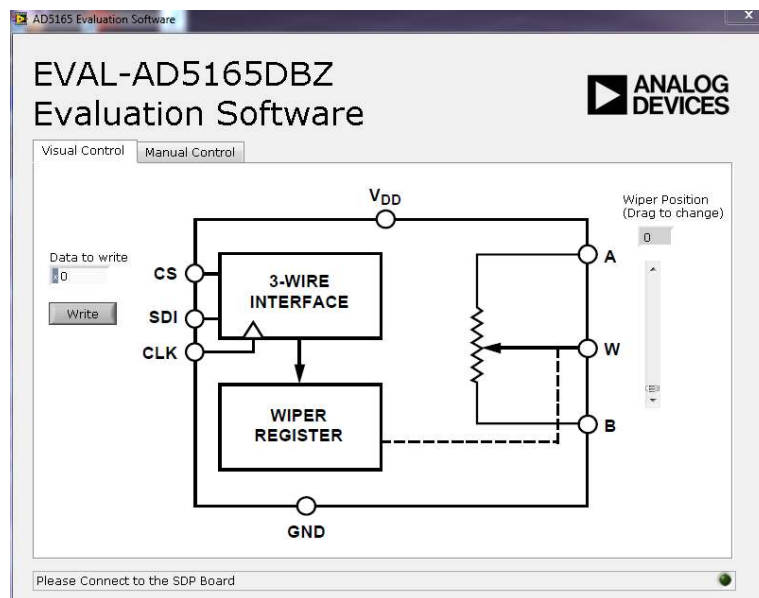 AD5165 Evaluation Software
x
EVAL-AD5165DBZ
Evaluation Software
ANALOG
DEVICES
Visual Control
Manual Control
VDD
Wiper Position
(Drag to change)
0
A
Data to write
0
Write
CS
SDI
CLK
3-WIRE
INTERFACE
W
WIPER
REGISTER
B
GND
Please Connect to the SDP Board